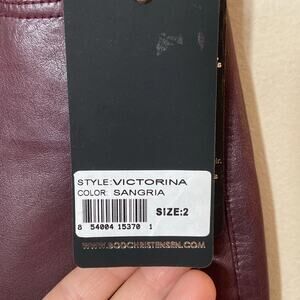 STYLE:VICTORINA
COLOR: SANGRIA
SIZE:2
8 54004 15370 1
WWW.BODCHRISTENSEN.COM